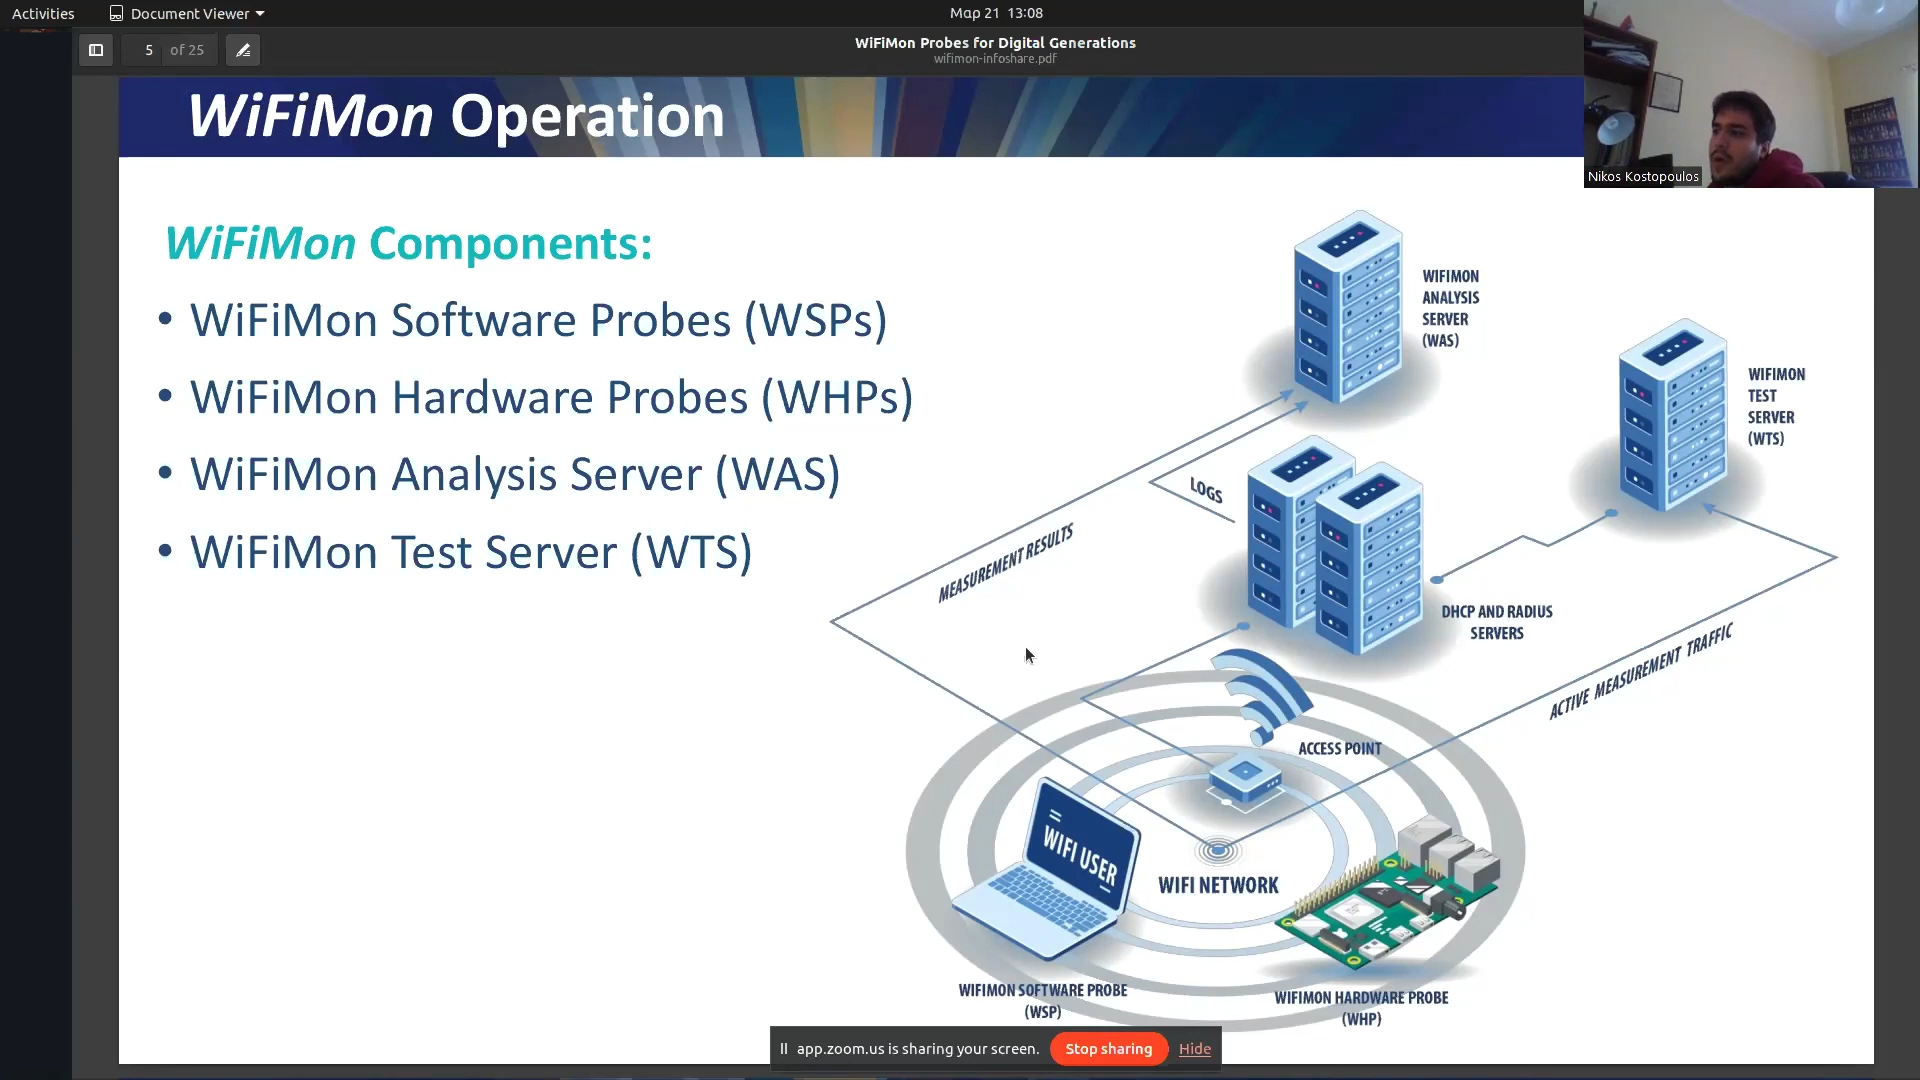 Activities
Document Viewer
Μαρ 21 13:08
5 of 25
WiFiMon Probes for Digital Generations
wifimon-infoshare.pdf
Nikos Kostopoulos
WiFiMon Operation
WiFiMon Components:
• WiFiMon Software Probes (WSPs)
• WiFiMon Hardware Probes (WHPs)
• WiFiMon Analysis Server (WAS)
• WiFiMon Test Server (WTS)
WIFIMON
ANALYSIS
SERVER
(WAS)
WIFIMON
TEST
SERVER
(WTS)
LOGS
MEASUREMENT RESULTS
DHCP AND RADIUS
SERVERS
ACTIVE MEASUREMENT TRAFFIC
ACCESS POINT
WIFI USER
WIFI NETWORK
WIFIMON SOFTWARE PROBE
(WSP)
WIFIMON HARDWARE PROBE
(WHP)
app.zoom.us is sharing your screen.
Stop sharing
Hide